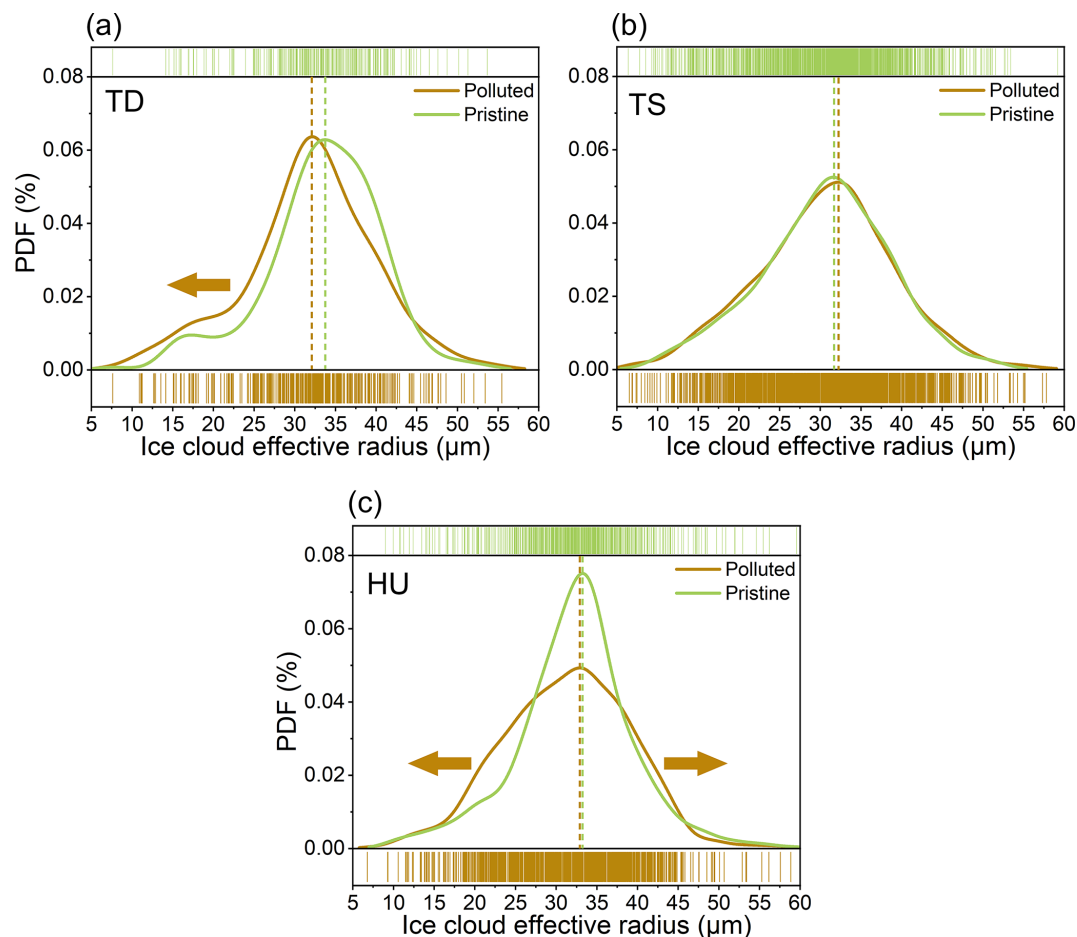 (a)
TD
Polluted
Pristine
PDF (%)
0.08
0.06
0.04
0.02
0.00
5 10 15 20 25 30 35 40 45 50 55 60
Ice cloud effective radius (μm)
(b)
TS
Polluted
Pristine
0.08
0.06
0.04
0.02
0.00
5 10 15 20 25 30 35 40 45 50 55 60
Ice cloud effective radius (μm)
(c)
HU
Polluted
Pristine
PDF (%)
0.08
0.06
0.04
0.02
0.00
5 10 15 20 25 30 35 40 45 50 55 60
Ice cloud effective radius (μm)